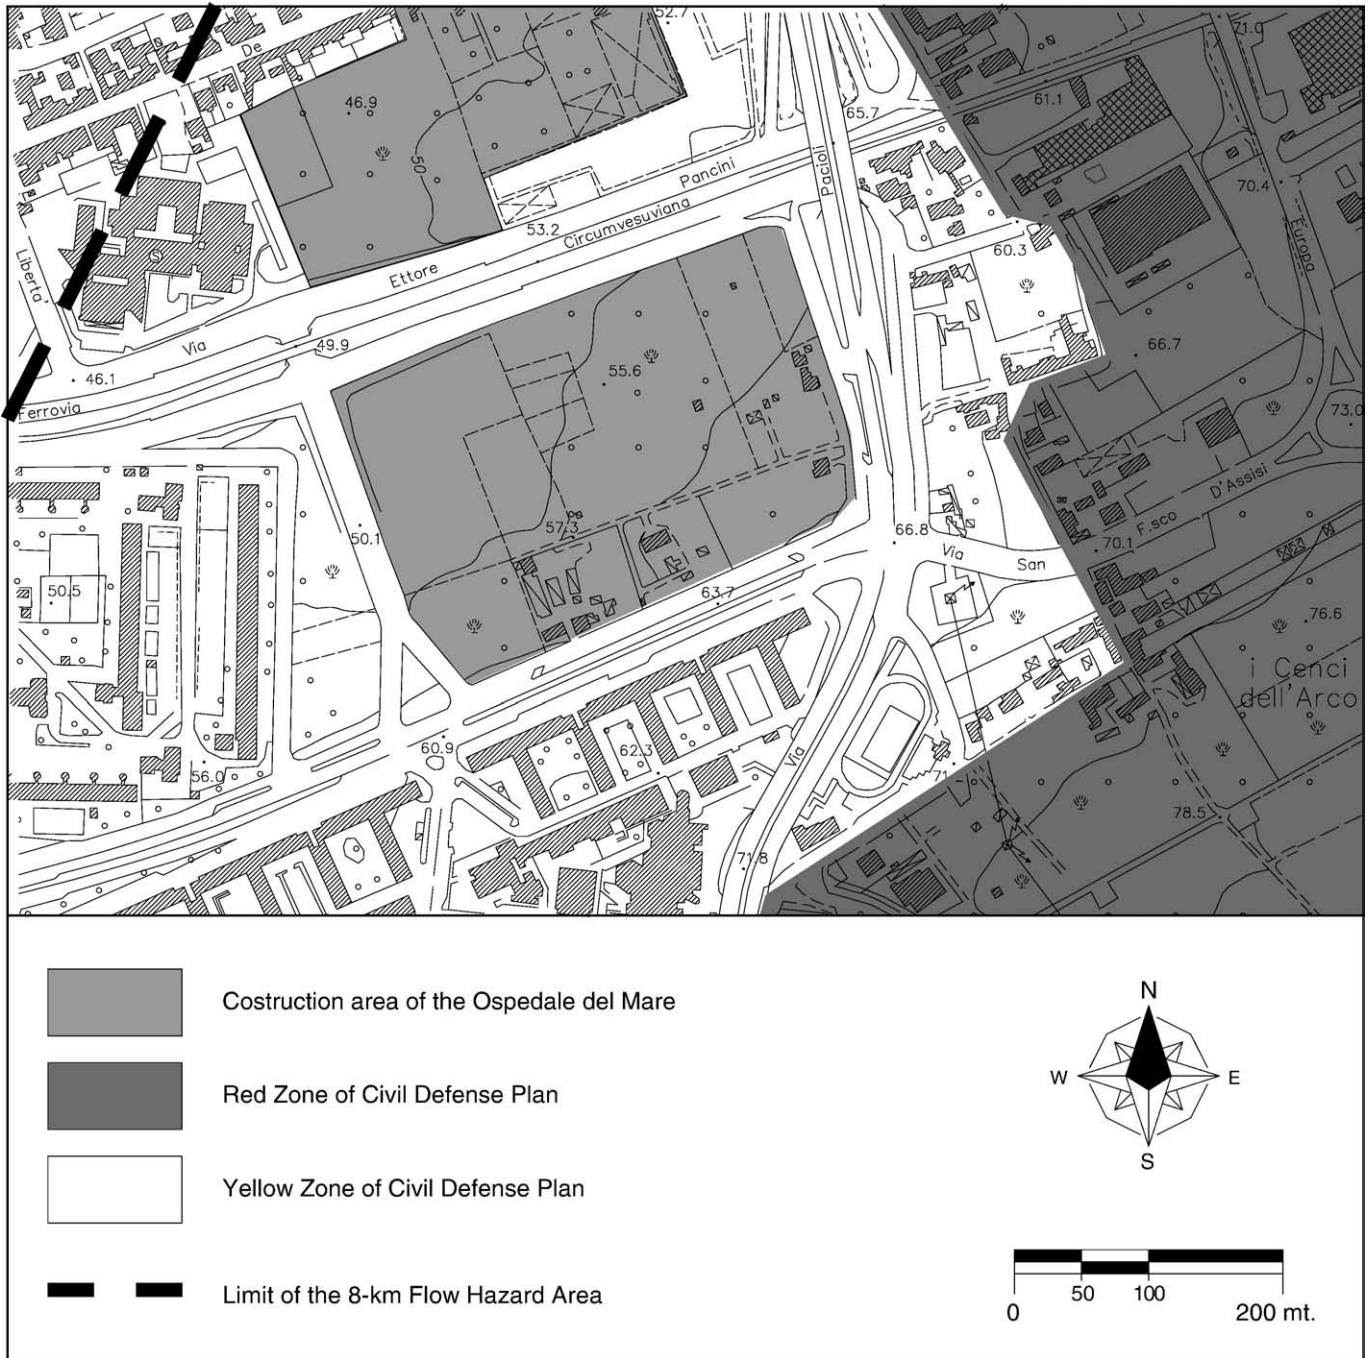 52.7
De
71.0
46.9
61.1
65.7
50
Pancini
Pacio
70.4
53.2
Circumvesuviana
60.3
Europa
Liberta'
S
Ettore
Via
49.9
66.7
46.1
55.6
Ferrovia
73.0
D'Assisi
57.3
F.sco
50.1
66.8
70.1
Via
San
50.5
63.7
76.6
i Cenci
dell'Arco
60.9
62.3
Via
56.0
71.
78.5
71.8
Costruction area of the Ospedale del Mare
Red Zone of Civil Defense Plan
Yellow Zone of Civil Defense Plan
Limit of the 8-km Flow Hazard Area
N
W E
S
0 50 100 200 mt.